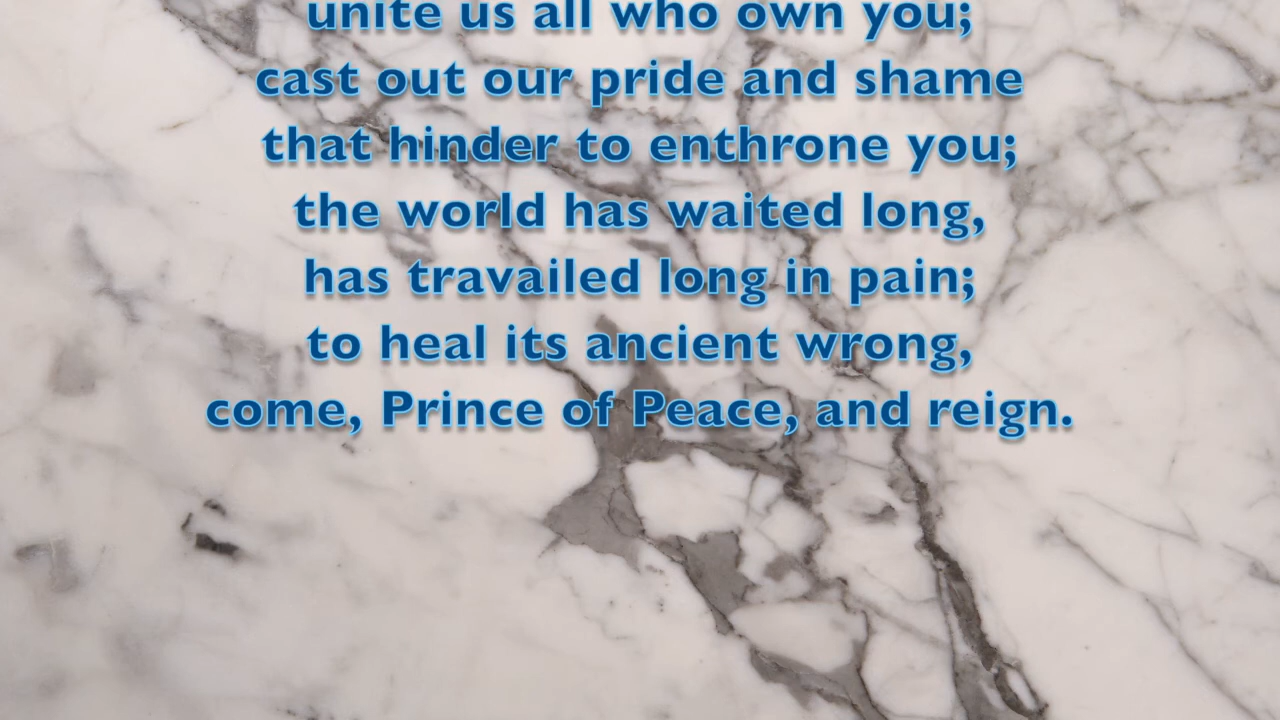 unite us all who own you;
cast out our pride and shame
that hinder to enthrone you;
the world has waited long,
has travailed long in pain;
to heal its ancient wrong,
come, Prince of Peace, and reign.